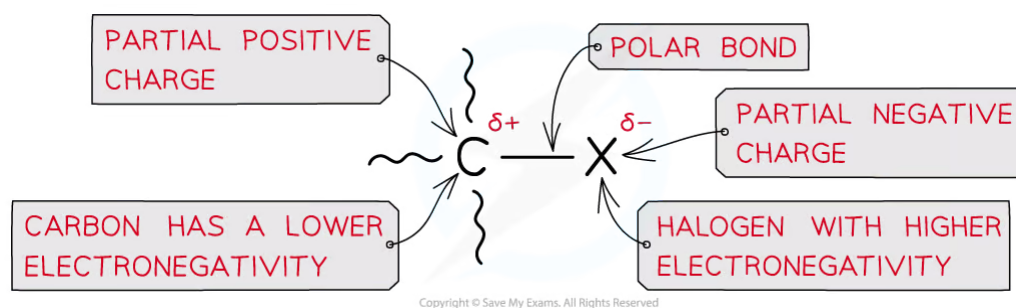 PARTIAL POSITIVE
CHARGE
POLAR BOND
δ+
δ−
PARTIAL NEGATIVE
CHARGE
C
X
CARBON HAS A LOWER
ELECTRONEGATIVITY
HALOGEN WITH HIGHER
ELECTRONEGATIVITY
Copyright © Save My Exams. All Rights Reserved